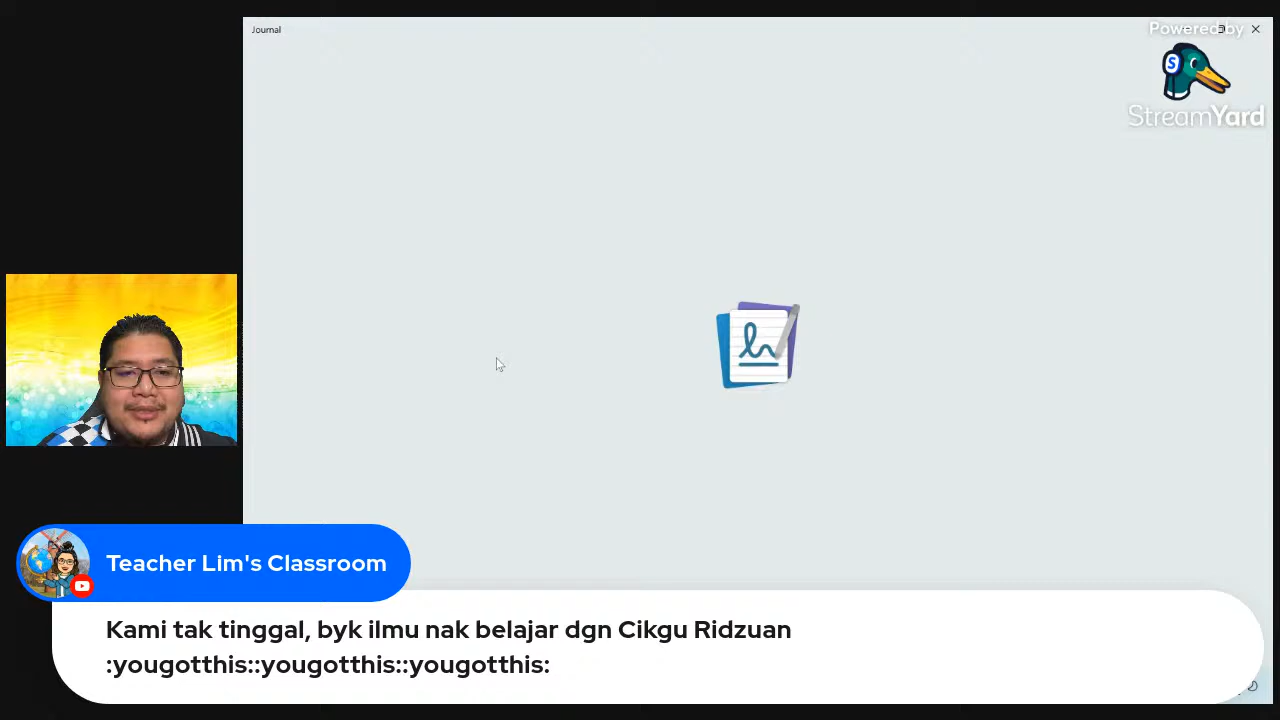 Journal
Powered by
StreamYard
Teacher Lim's Classroom
Kami tak tinggal, byk ilmu nak belajar dgn Cikgu Ridzuan
:yougotthis::yougotthis::yougotthis: